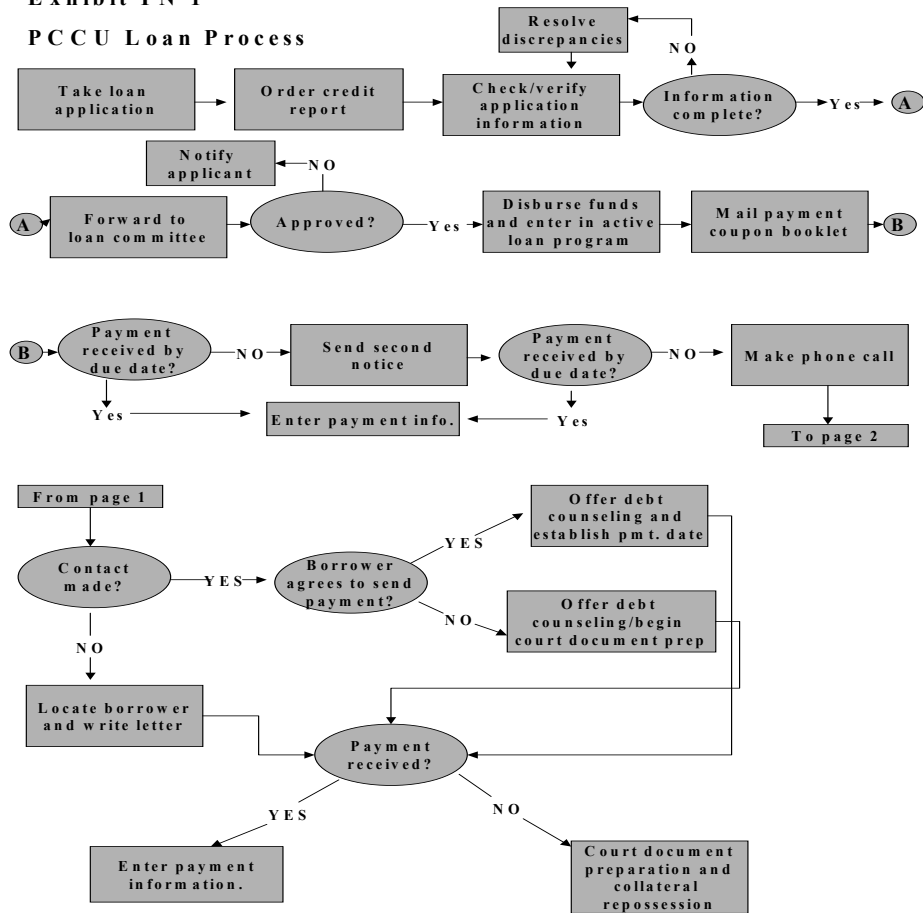 Exhibit TN 1
PCCU Loan Process
Resolve
discrepancies
NO
Take loan
application
Order credit
report
Check/verify
application
information
Information
complete?
Yes
A
Notify
applicant
NO
A
Forward to
loan committee
Approved?
Yes
Disburse funds
and enter in active
loan program
Mail payment
coupon booklet
B
B
Payment
received by
due date?
NO
Send second
notice
Payment
received by
due date?
NO
Make phone call
Yes
Enter payment info.
Yes
To page 2
From page 1
Contact
made?
YES
Borrower
agrees to send
payment?
YES
Offer debt
counseling and
establish pmt. date
NO
Offer debt
counseling/begin
court document prep
NO
Locate borrower
and write letter
Payment
received?
YES
NO
Enter payment
information.
Court document
preparation and
collateral
repossession